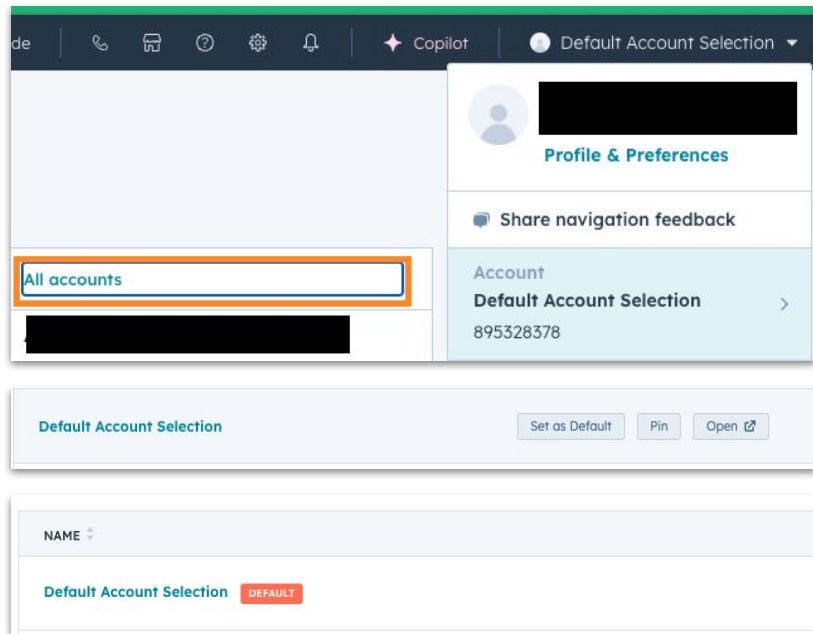 de
Copilot
Default Account Selection
Profile & Preferences
Share navigation feedback
All accounts
Account
Default Account Selection
895328378
Default Account Selection
Set as Default
Pin
Open
NAME
Default Account Selection
DEFAULT